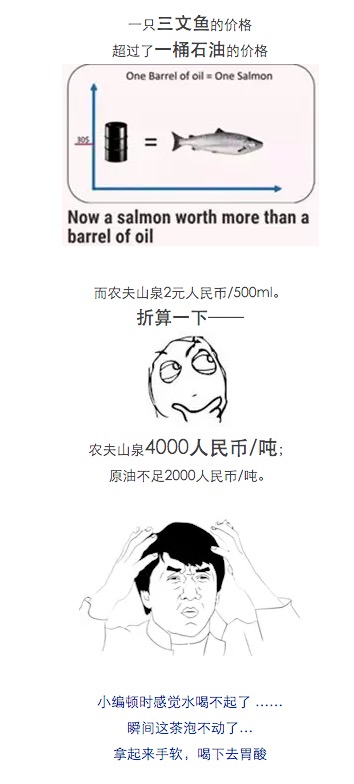 一只三文鱼的价格
超过了一桶石油的价格
One Barrel of oil = One Salmon
30$
=
Now a salmon worth more than a
barrel of oil
而农夫山泉2元人民币/500ml。
折算一下——
农夫山泉4000人民币/吨；
原油不足2000人民币/吨。
小编顿时感觉水喝不起了 ……
瞬间这茶泡不动了…
拿起来手软，喝下去胃酸